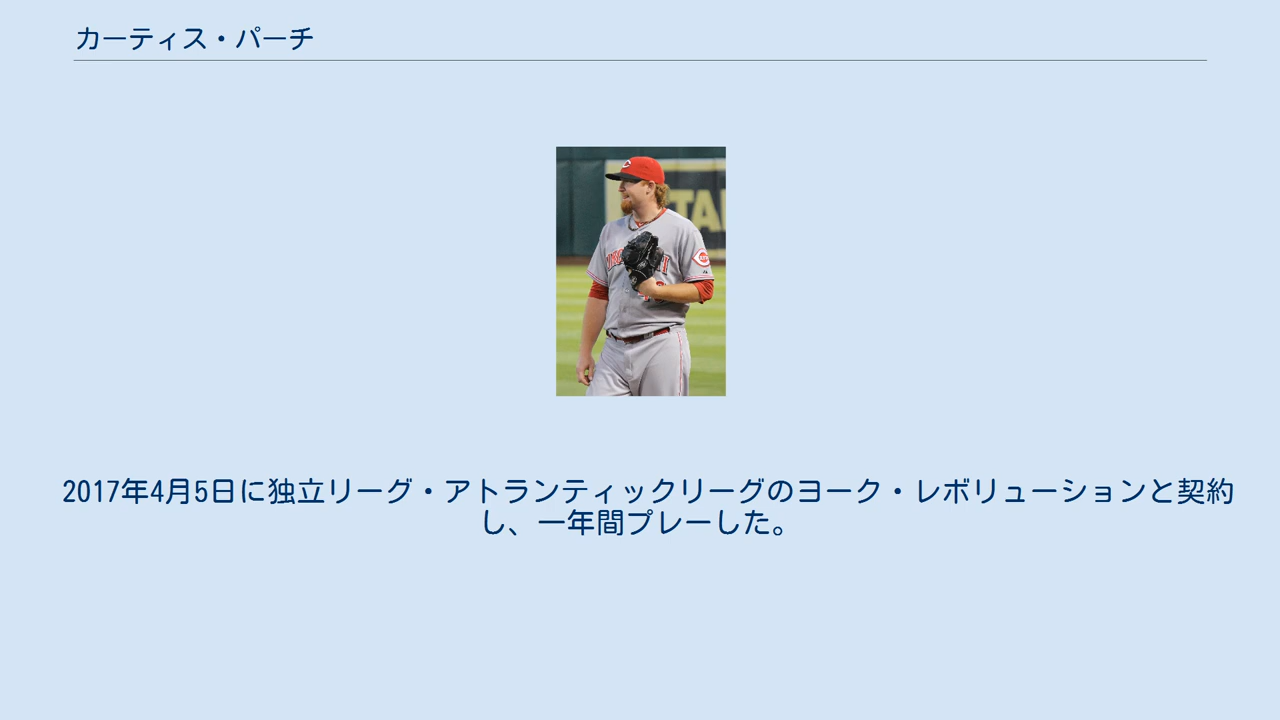 カーティス・パーチ
TAI
2017年4月5日に独立リーグ・アトランティックリーグのヨーク・レボリューションと契約
し、一年間プレーした。